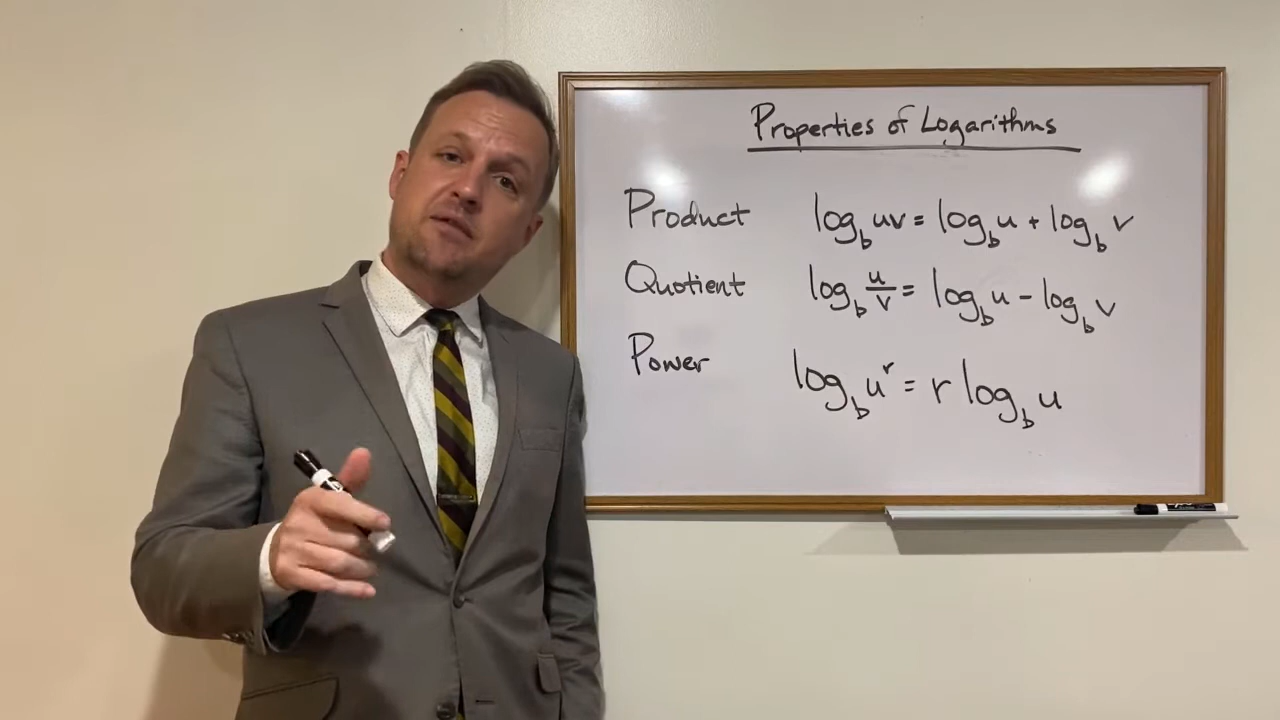 Properties of Logarithms
Product log_b uv = log_b u + log_b v
Quotient log_b u/v = log_b u - log_b v
Power log_b u^r = r log_b u